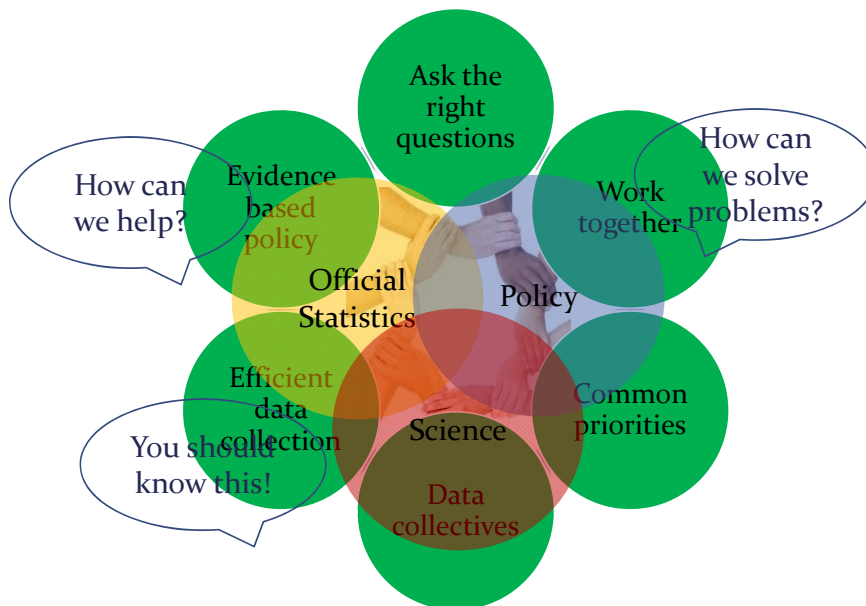 Ask the
right
questions
How can
we help?
Evidence
based
policy
Work
together
How can
we solve
problems?
Official
Statistics
Policy
Efficient
data
collection
Common
priorities
You should
know this!
Science
Data
collectives